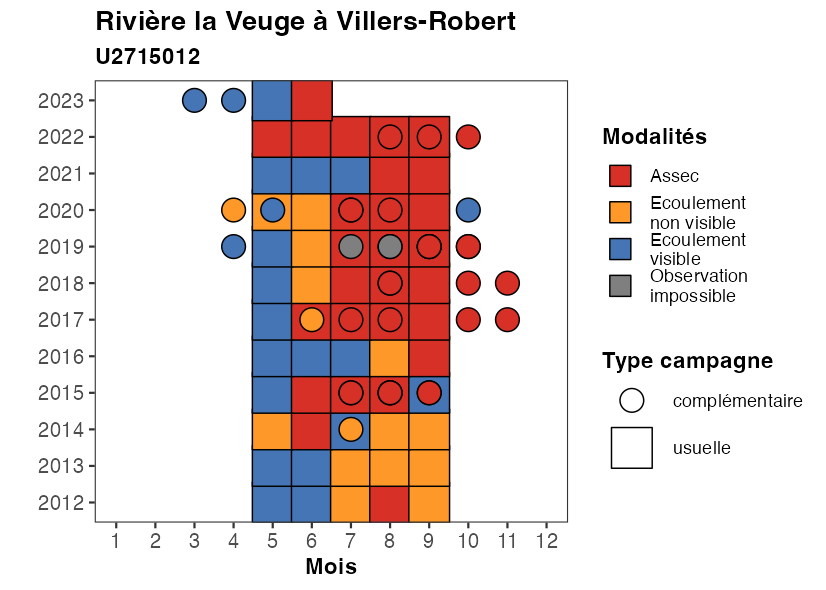 Rivière la Veuge à Villers-Robert
U2715012
2023
2022
2021
2020
2019
2018
2017
2016
2015
2014
2013
2012
1 2 3 4 5 6 7 8 9 10 11 12
Mois
Modalités
Assec
Ecoulement
non visible
Ecoulement
visible
Observation
impossible
Type campagne
complémentaire
usuelle